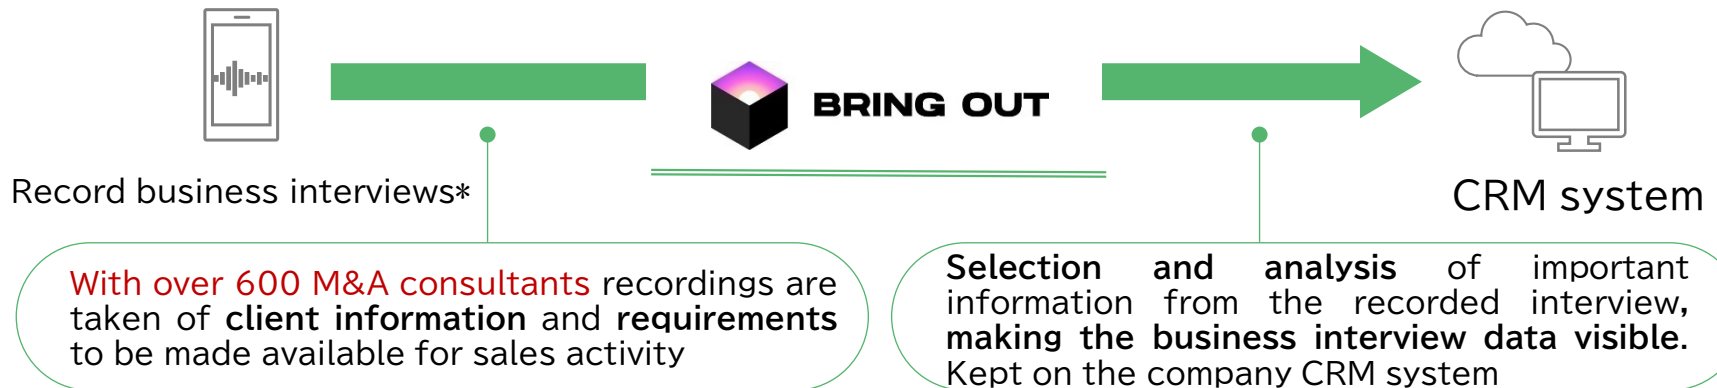 BRING OUT
Record business interviews*
CRM system
With over 600 M&A consultants recordings are
taken of client information and requirements
to be made available for sales activity
Selection and analysis of important
information from the recorded interview,
making the business interview data visible.
Kept on the company CRM system